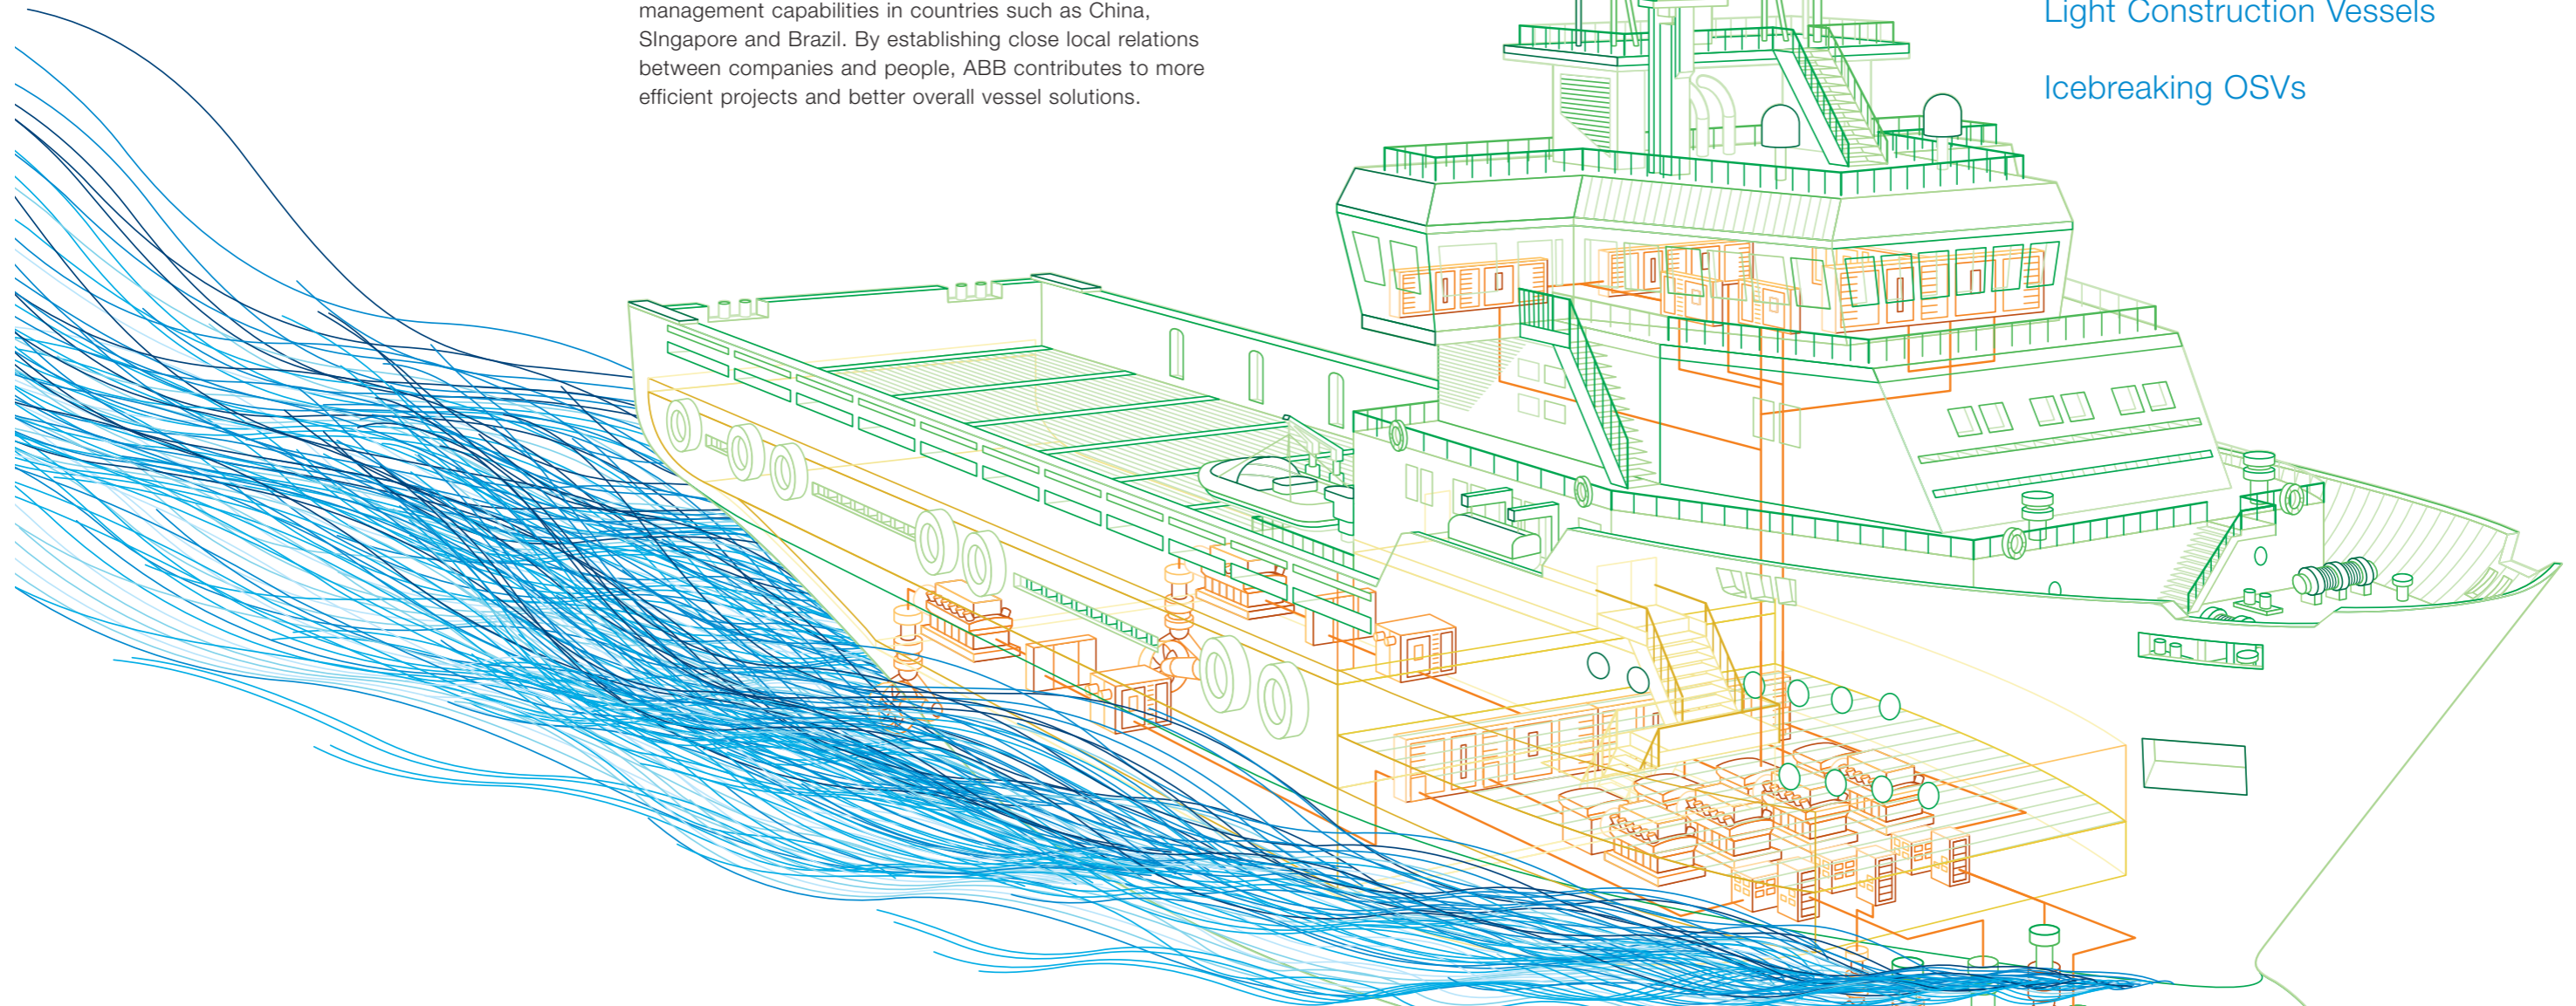 management capabilities in countries such as China,
SIngapore and Brazil. By establishing close local relations
between companies and people, ABB contributes to more
efficient projects and better overall vessel solutions.
Light Construction Vessels
Icebreaking OSVs